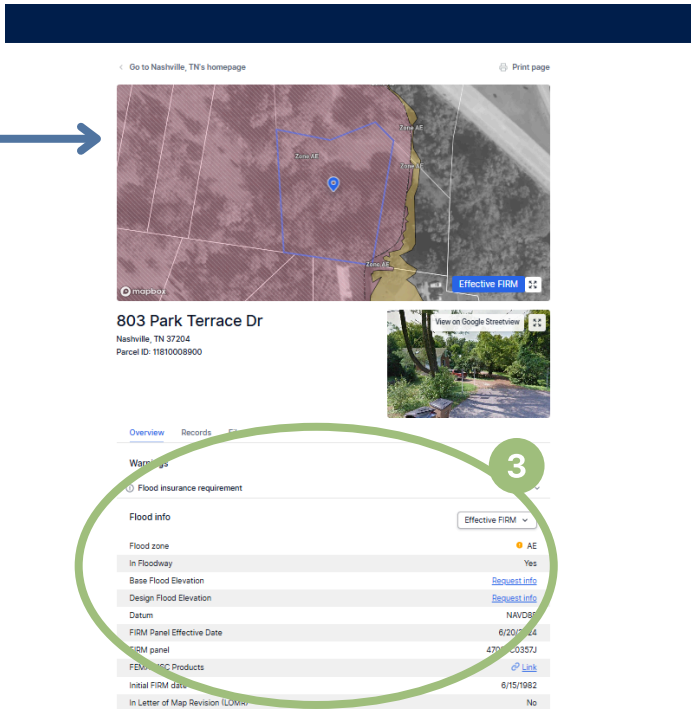 Go to Nashville, TN's homepage
Print page
Zone AE
Zone AE
Zone AE
Zone AE
mapbox
Effective FIRM
803 Park Terrace Dr
Nashville, TN 37204
Parcel ID: 11810008900
View on Google Streetview
Overview Records
3
Flood insurance requirement
Flood info
Effective FIRM
Flood zone AE
In Floodway Yes
Base Flood Elevation Request info
Design Flood Elevation Request info
Datum
FIRM Panel Effective Date
FIRM panel
Products Link
Initial FIRM date 6/15/1982
In Letter of Map Revision No